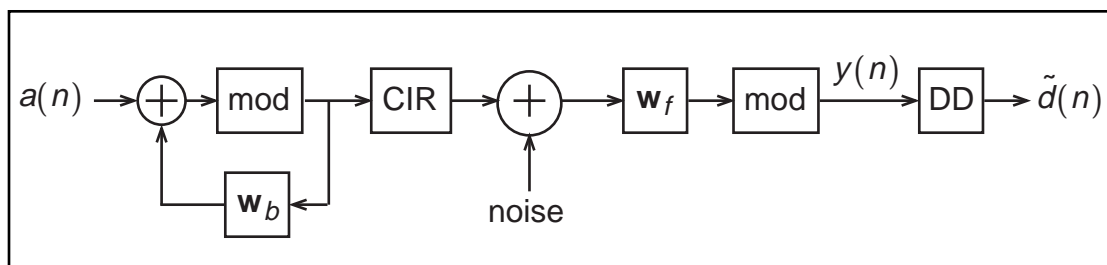 a(n)
mod
CIR
w_f
mod
y(n)
DD
d̃(n)
w_b
noise